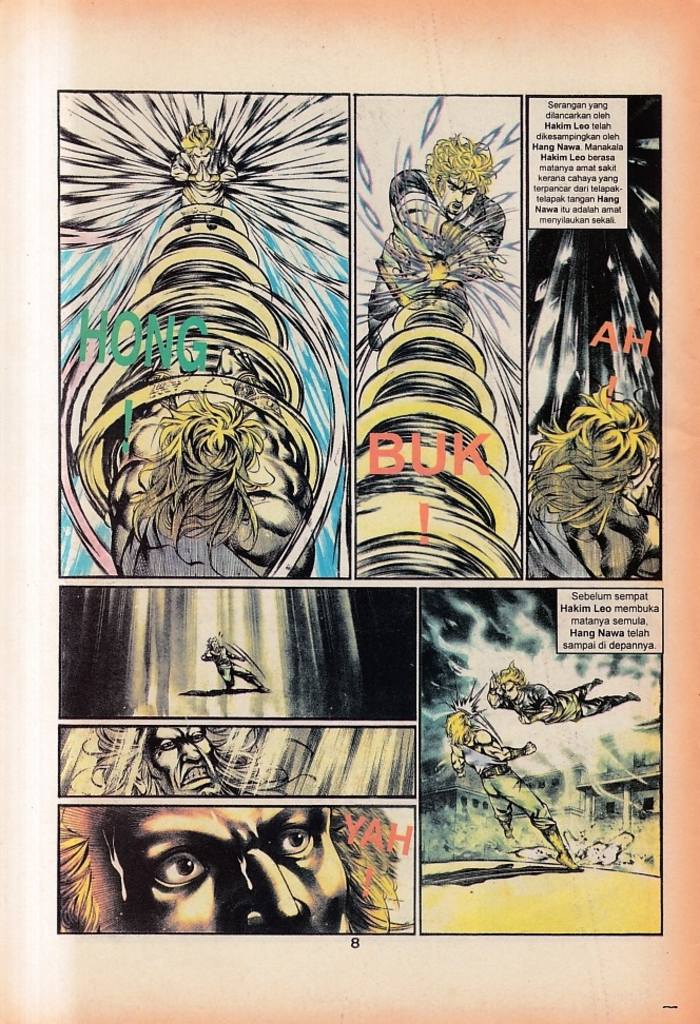 HONG
!
BUK
!
Serangan yang
dilancarkan oleh
Hakim Leo telah
dikesampingkan oleh
Hang Nawa. Manakala
Hakim Leo berasa
matanya amat sakit
kerana cahaya yang
terpancar dari telapak-
telapak tangan Hang
Nawa itu adalah amat
menyilaukan sekali.
AH
!
YAH
!
Sebelum sempat
Hakim Leo membuka
matanya semula,
Hang Nawa telah
sampai di depannya.
8